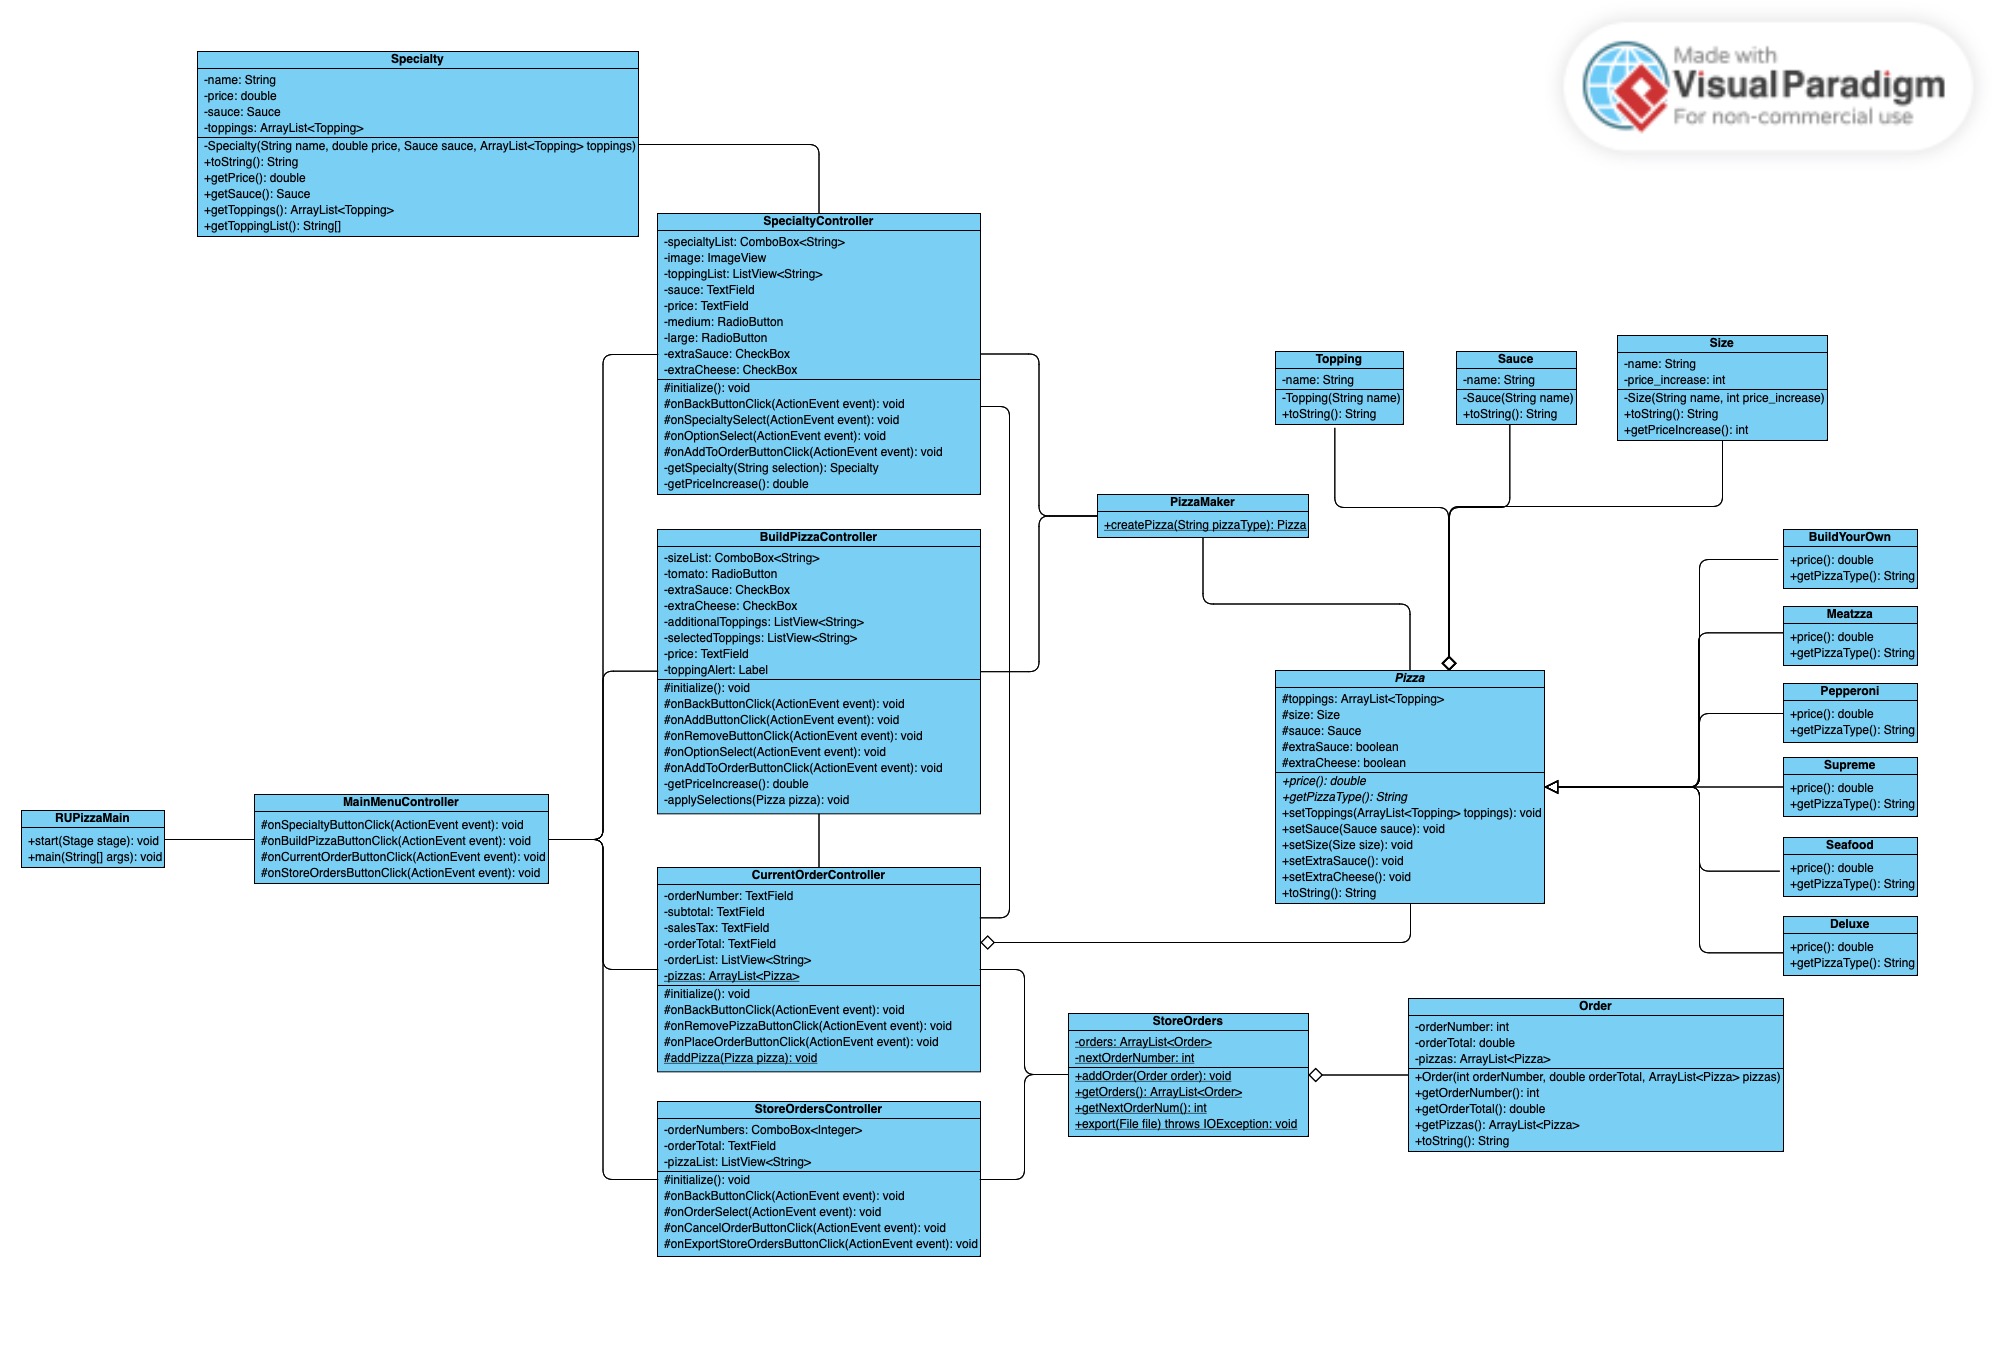 Made with
Visual Paradigm
For non-commercial use
Specialty
-name: String
-price: double
-sauce: Sauce
-toppings: ArrayList<Topping>
-Specialty(String name, double price, Sauce sauce, ArrayList<Topping> toppings)
+toString(): String
+getPrice(): double
+getSauce(): Sauce
+getToppings(): ArrayList<Topping>
+getToppingList(): String[]
SpecialtyController
-specialtyList: ComboBox<String>
-image: ImageView
-toppingList: ListView<String>
-sauce: TextField
-price: TextField
-medium: RadioButton
-large: RadioButton
-extraSauce: CheckBox
-extraCheese: CheckBox
#initialize(): void
#onBackButtonClick(ActionEvent event): void
#onSpecialtySelect(ActionEvent event): void
#onOptionSelect(ActionEvent event): void
#onAddToOrderButtonClick(ActionEvent event): void
-getSpecialty(String selection): Specialty
-getPriceIncrease(): double
Topping
-name: String
-Topping(String name)
+toString(): String
Sauce
-name: String
-Sauce(String name)
+toString(): String
Size
-name: String
-price_increase: int
-Size(String name, int price_increase)
+toString(): String
+getPriceIncrease(): int
PizzaMaker
+createPizza(String pizzaType): Pizza
BuildPizzaController
-sizeList: ComboBox<String>
-tomato: RadioButton
-extraSauce: CheckBox
-extraCheese: CheckBox
-additionalToppings: ListView<String>
-selectedToppings: ListView<String>
-price: TextField
-toppingAlert: Label
#initialize(): void
#onBackButtonClick(ActionEvent event): void
#onAddButtonClick(ActionEvent event): void
#onRemoveButtonClick(ActionEvent event): void
#onOptionSelect(ActionEvent event): void
#onAddToOrderButtonClick(ActionEvent event): void
-getPriceIncrease(): double
-applySelections(Pizza pizza): void
BuildYourOwn
+price(): double
+getPizzaType(): String
Meatzza
+price(): double
+getPizzaType(): String
Pepperoni
+price(): double
+getPizzaType(): String
Supreme
+price(): double
+getPizzaType(): String
Seafood
+price(): double
+getPizzaType(): String
Deluxe
+price(): double
+getPizzaType(): String
Pizza
#toppings: ArrayList<Topping>
#size: Size
#sauce: Sauce
#extraSauce: boolean
#extraCheese: boolean
+price(): double
+getPizzaType(): String
+setToppings(ArrayList<Topping> toppings): void
+setSauce(Sauce sauce): void
+setSize(Size size): void
+setExtraSauce(): void
+setExtraCheese(): void
+toString(): String
RUPizzaMain
+start(Stage stage): void
+main(String[] args): void
MainMenuController
#onSpecialtyButtonClick(ActionEvent event): void
#onBuildPizzaButtonClick(ActionEvent event): void
#onCurrentOrderButtonClick(ActionEvent event): void
#onStoreOrdersButtonClick(ActionEvent event): void
CurrentOrderController
-orderNumber: TextField
-subtotal: TextField
-salesTax: TextField
-orderTotal: TextField
-orderList: ListView<String>
-pizzas: ArrayList<Pizza>
#initialize(): void
#onBackButtonClick(ActionEvent event): void
#onRemovePizzaButtonClick(ActionEvent event): void
#onPlaceOrderButtonClick(ActionEvent event): void
#addPizza(Pizza pizza): void
StoreOrders
-orders: ArrayList<Order>
-nextOrderNumber: int
+addOrder(Order order): void
+getOrders(): ArrayList<Order>
+getNextOrderNum(): int
+export(File file) throws IOException: void
Order
-orderNumber: int
-orderTotal: double
-pizzas: ArrayList<Pizza>
+Order(int orderNumber, double orderTotal, ArrayList<Pizza> pizzas)
+getOrderNumber(): int
+getOrderTotal(): double
+getPizzas(): ArrayList<Pizza>
+toString(): String
StoreOrdersController
-orderNumbers: ComboBox<Integer>
-orderTotal: TextField
-pizzaList: ListView<String>
#initialize(): void
#onBackButtonClick(ActionEvent event): void
#onOrderSelect(ActionEvent event): void
#onCancelOrderButtonClick(ActionEvent event): void
#onExportStoreOrdersButtonClick(ActionEvent event): void